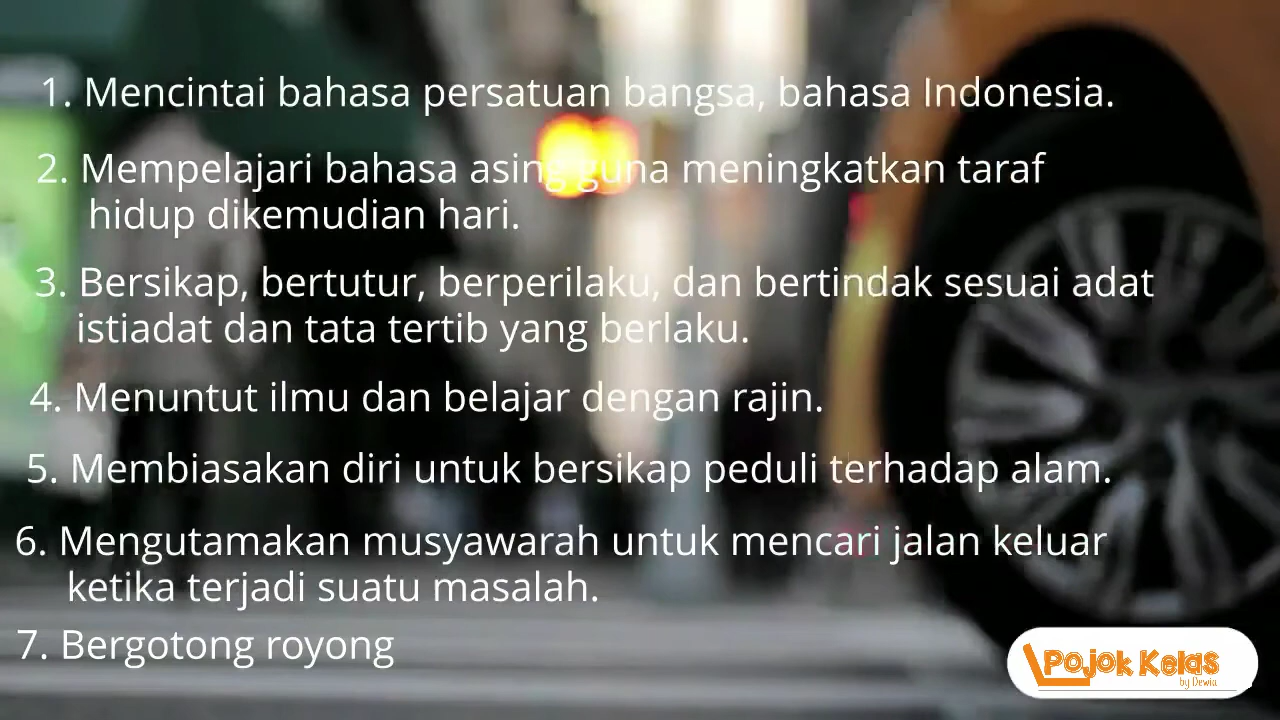 1. Mencintai bahasa persatuan bangsa, bahasa Indonesia.
2. Mempelajari bahasa asing guna meningkatkan taraf
hidup dikemudian hari.
3. Bersikap, bertutur, berperilaku, dan bertindak sesuai adat
istiadat dan tata tertib yang berlaku.
4. Menuntut ilmu dan belajar dengan rajin.
5. Membiasakan diri untuk bersikap peduli terhadap alam.
6. Mengutamakan musyawarah untuk mencari jalan keluar
ketika terjadi suatu masalah.
7. Bergotong royong
Pojok Kelas
by Dewia